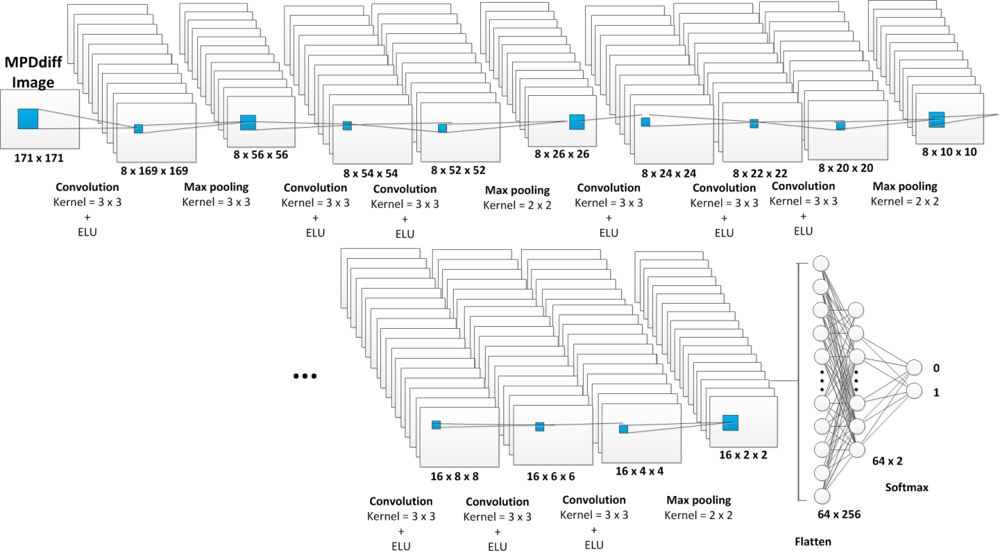 MPDdiff
Image
171 x 171
8 x 169 x 169
8 x 56 x 56
8 x 54 x 54
8 x 52 x 52
8 x 26 x 26
8 x 24 x 24
8 x 22 x 22
8 x 20 x 20
8 x 10 x 10
Convolution
Kernel = 3 x 3
+
ELU
Max pooling
Kernel = 3 x 3
Convolution
Kernel = 3 x 3
+
ELU
Convolution
Kernel = 3 x 3
+
ELU
Max pooling
Kernel = 2 x 2
Convolution
Kernel = 3 x 3
+
ELU
Convolution
Kernel = 3 x 3
+
ELU
Convolution
Kernel = 3 x 3
+
ELU
Max pooling
Kernel = 2 x 2
...
16 x 8 x 8
16 x 6 x 6
16 x 4 x 4
16 x 2 x 2
Convolution
Kernel = 3 x 3
+
ELU
Convolution
Kernel = 3 x 3
+
ELU
Convolution
Kernel = 3 x 3
+
ELU
Max pooling
Kernel = 2 x 2
0
1
64 x 2
Softmax
64 x 256
Flatten